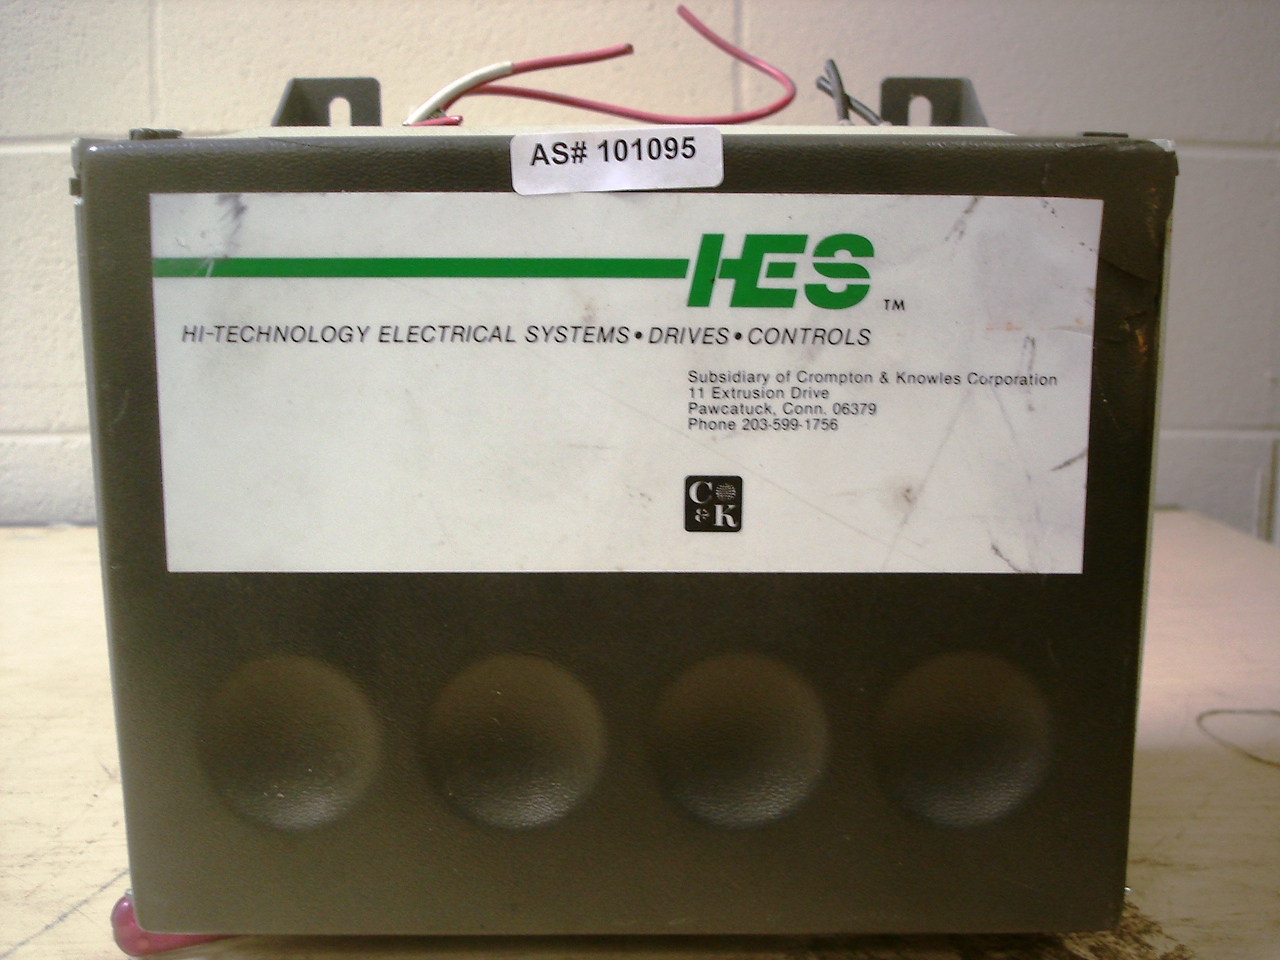 AS# 101095
HES TM
HI-TECHNOLOGY ELECTRICAL SYSTEMS • DRIVES • CONTROLS
Subsidiary of Crompton & Knowles Corporation
11 Extrusion Drive
Pawcatuck, Conn. 06379
Phone 203-599-1756
C
&K